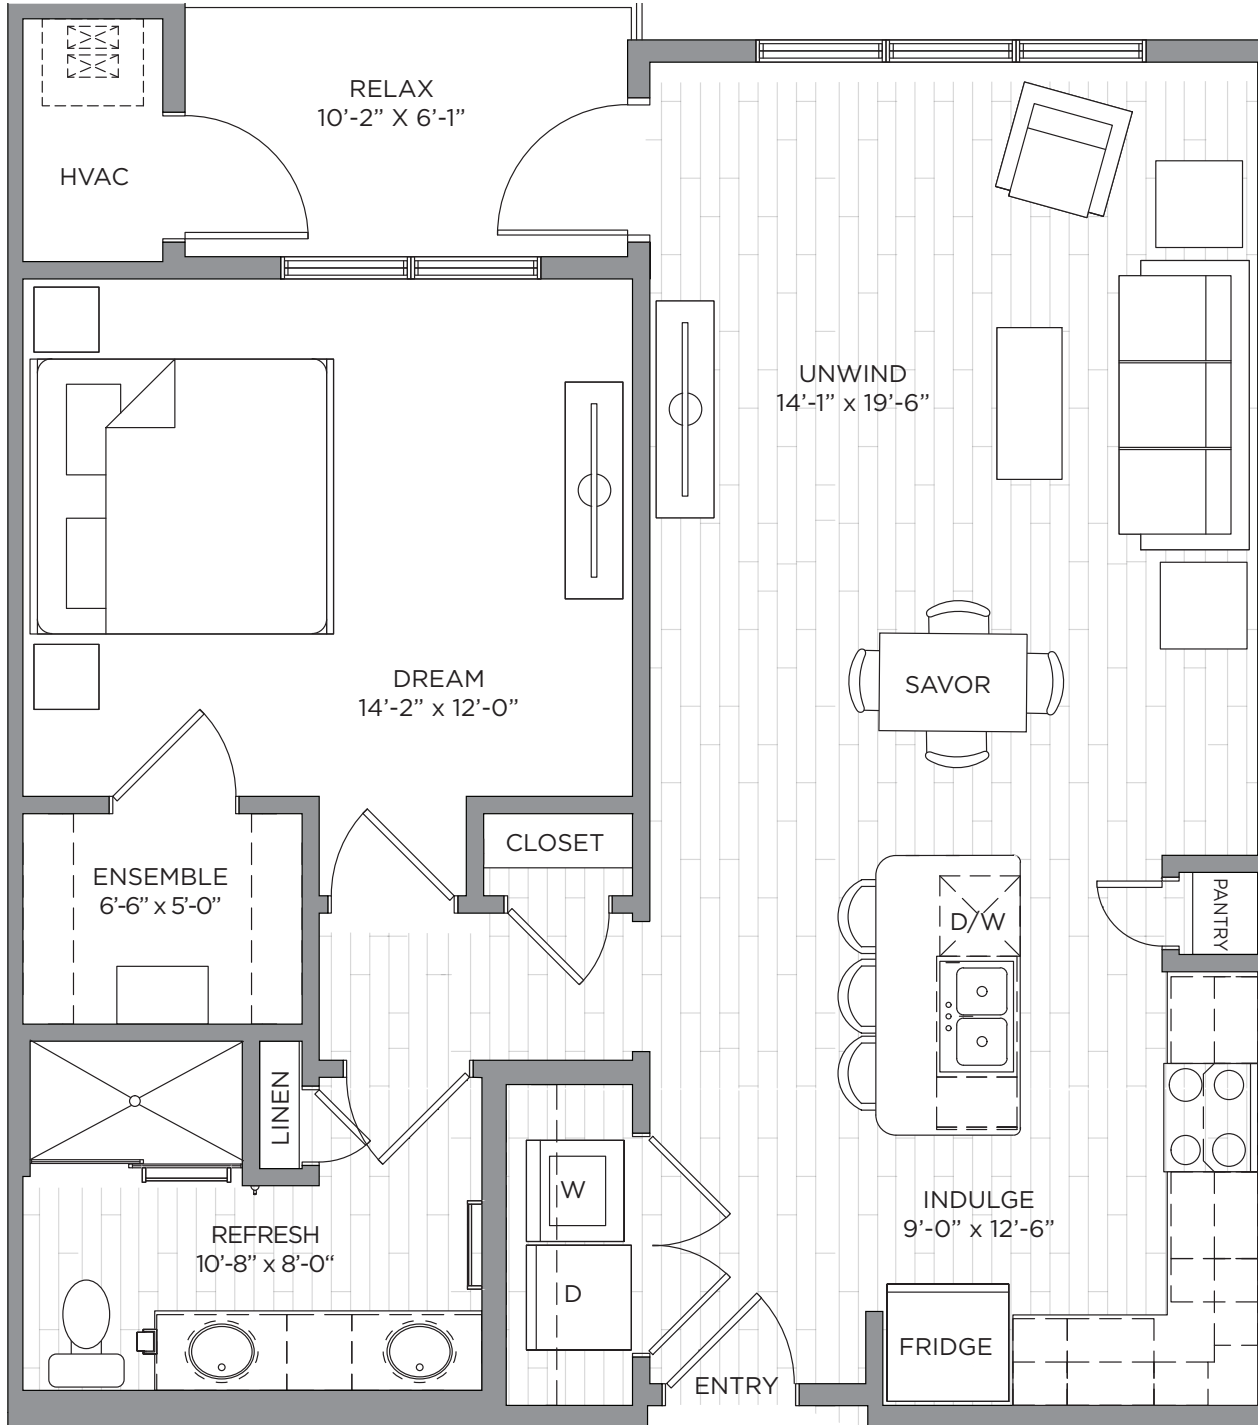 RELAX
10’-2” X 6’-1”
HVAC
UNWIND
14’-1” x 19’-6”
DREAM
14’-2” x 12’-0”
SAVOR
CLOSET
ENSEMBLE
6’-6” x 5’-0”
D/W
PANTRY
LINEN
W
D
INDULGE
9’-0” x 12’-6”
REFRESH
10’-8” x 8’-0“
FRIDGE
ENTRY